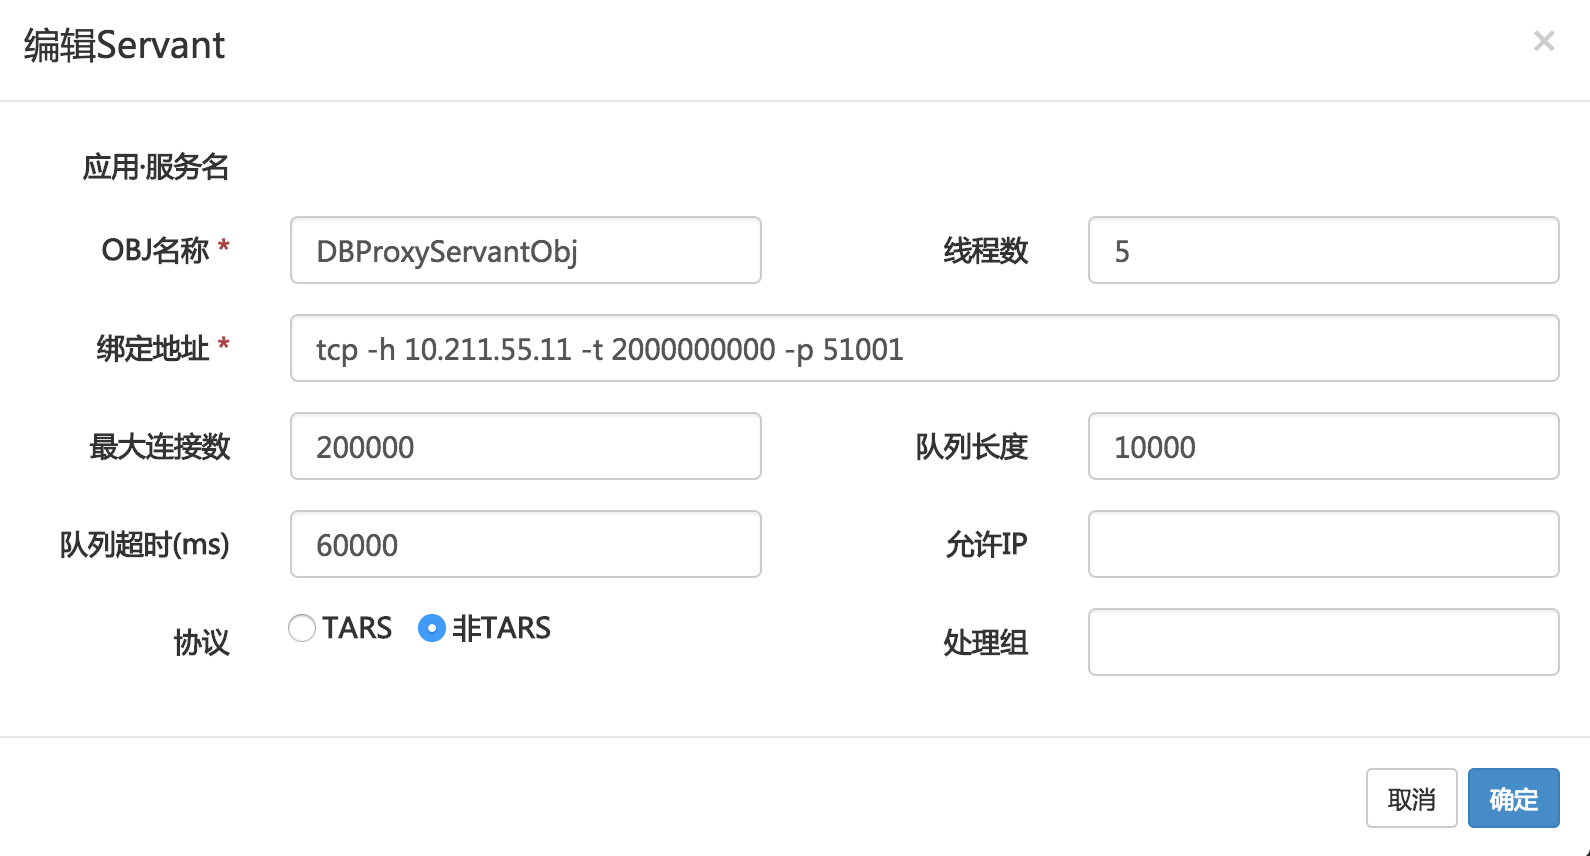 编辑Servant ×
应用·服务名
OBJ名称 * DBProxyServantObj 线程数 5
绑定地址 * tcp -h 10.211.55.11 -t 2000000000 -p 51001
最大连接数 200000 队列长度 10000
队列超时(ms) 60000 允许IP
协议 TARS 非TARS 处理组
取消 确定